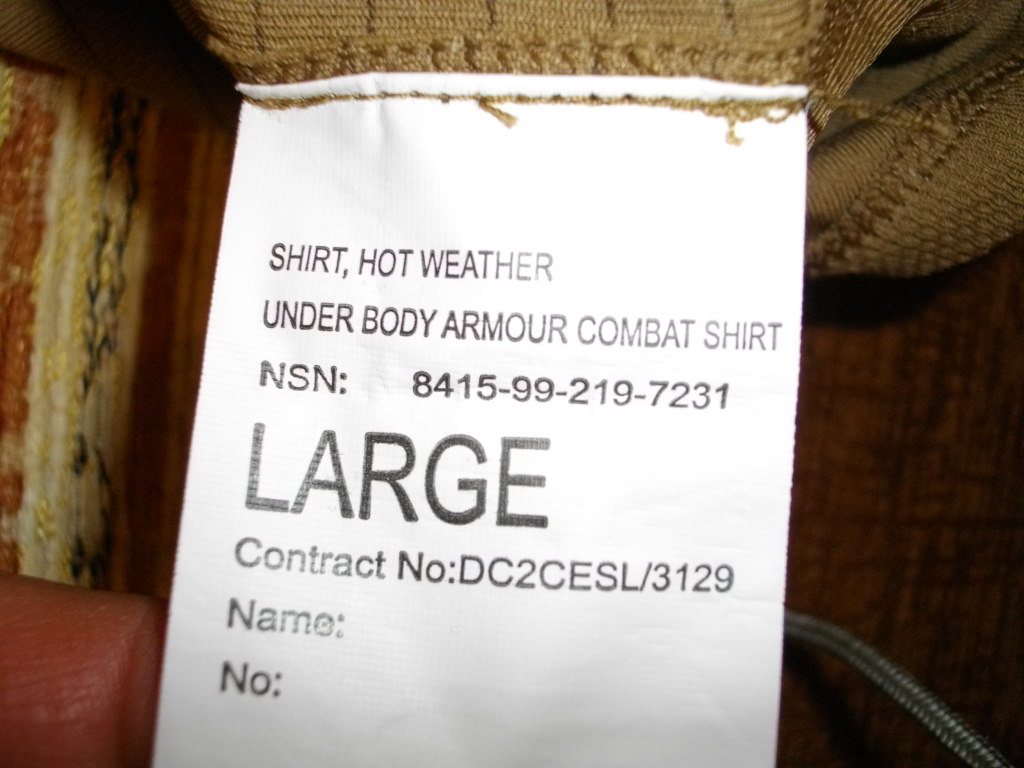 SHIRT, HOT WEATHER
UNDER BODY ARMOUR COMBAT SHIRT
NSN: 8415-99-219-7231
LARGE
Contract No:DC2CESL/3129
Name:
No: